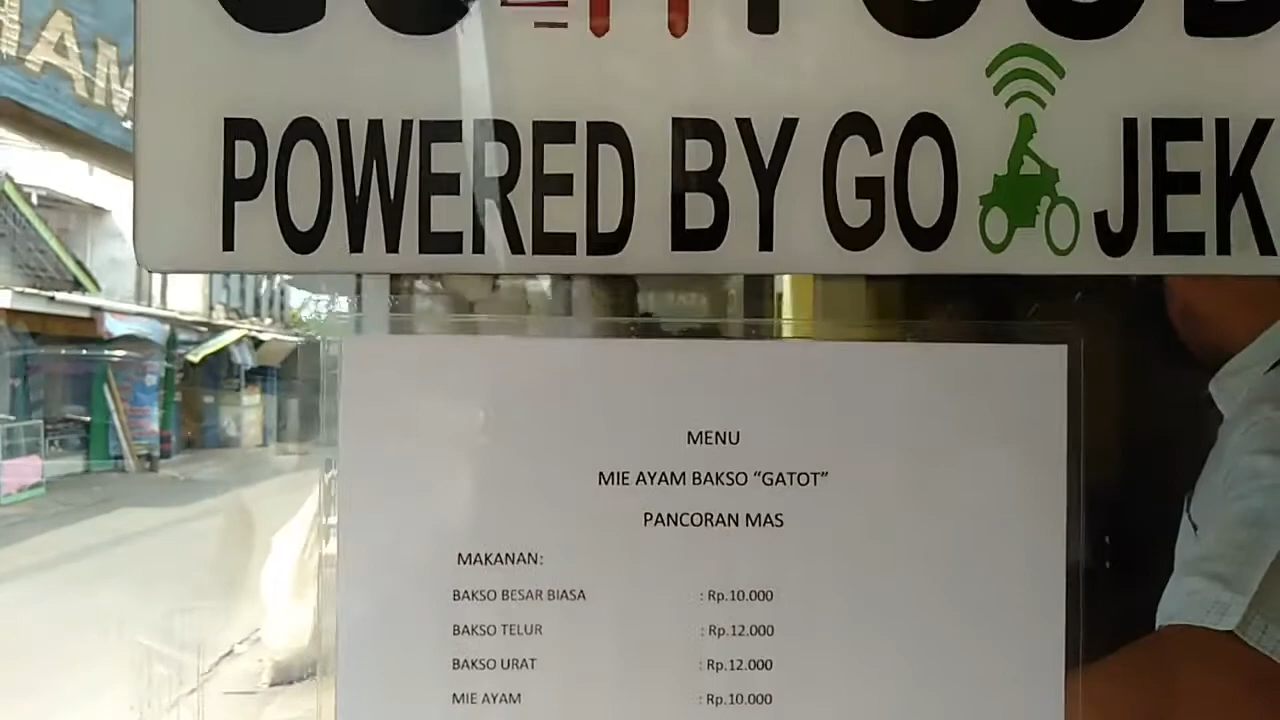 POWERED BY GO JEK
MENU
MIE AYAM BAKSO “GATOT”
PANCORAN MAS
MAKANAN:
BAKSO BESAR BIASA : Rp.10.000
BAKSO TELUR : Rp.12.000
BAKSO URAT : Rp.12.000
MIE AYAM : Rp.10.000